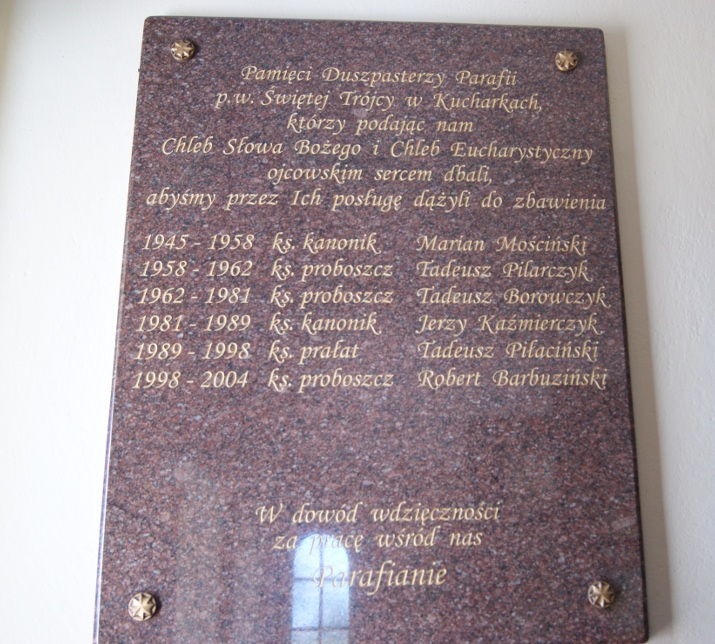 Pamięci Duszpasterzy Parafii
p.w. Świętej Trójcy w Kucharkach,
którzy podając nam
Chleb Słowa Bożego i Chleb Eucharystyczny
ojcowskim sercem dbali,
abyśmy przez Ich posługę dążyli do zbawienia
1945 - 1958 ks. kanonik Marian Mościński
1958 - 1962 ks. proboszcz Tadeusz Pilarczyk
1962 - 1981 ks. proboszcz Tadeusz Borowczyk
1981 - 1989 ks. kanonik Jerzy Kaźmierczyk
1989 - 1998 ks. prałat Tadeusz Piłaciński
1998 - 2004 ks. proboszcz Robert Barbuziński
W dowód wdzięczności
za pracę wśród nas
Parafianie